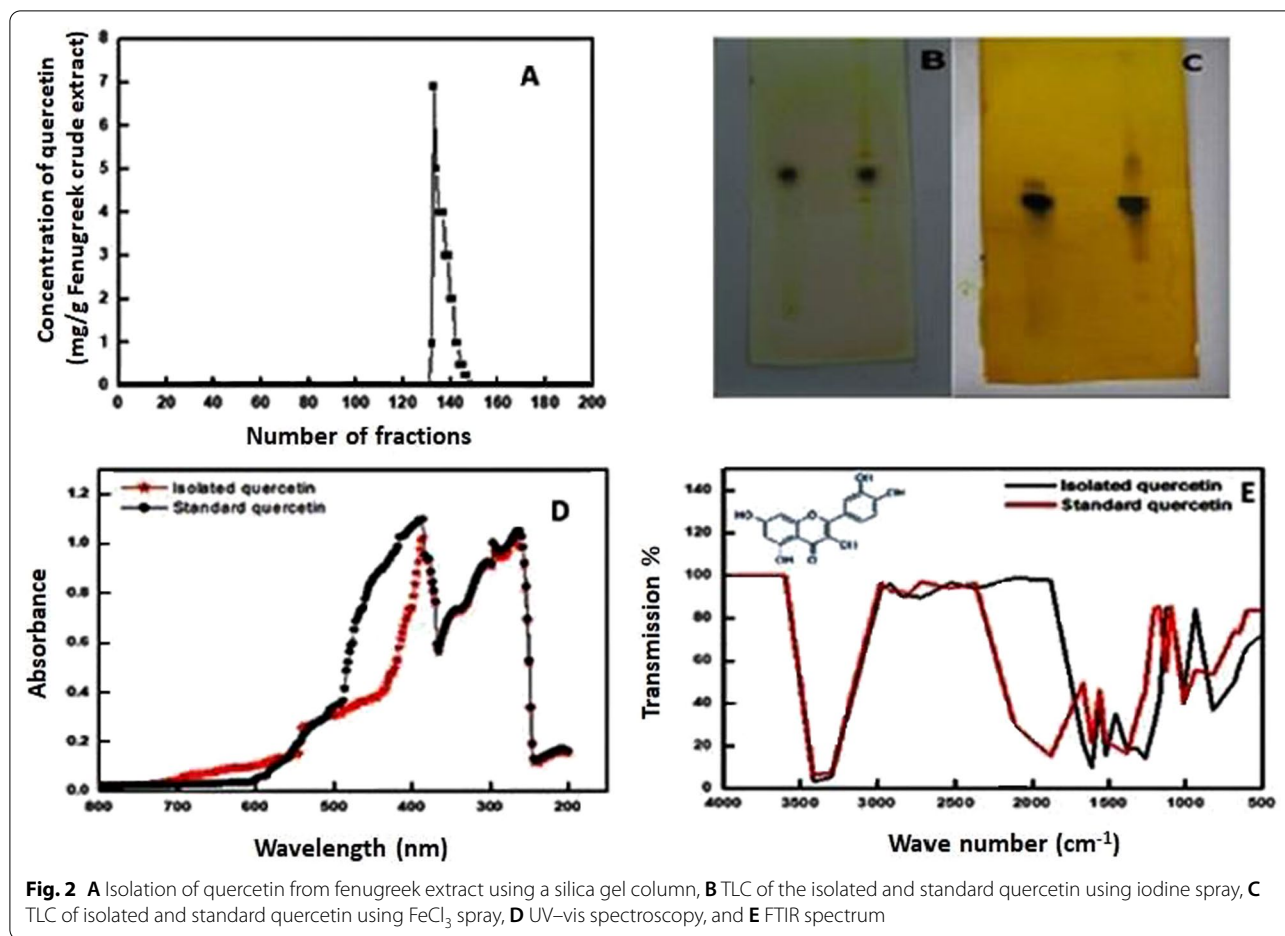 A
Concentration of quercetin
(mg/g Fenugreek crude extract)
8
7
6
5
4
3
2
1
0
0 20 40 60 80 100 120 140 160 180 200
Number of fractions
B
C
Isolated quercetin
Standard quercetin
D
Absorbance
1.2
1.0
0.8
0.6
0.4
0.2
0.0
800 700 600 500 400 300 200
Wavelength (nm)
Isolated quercetin
Standard quercetin
E
Transmission %
140
120
100
80
60
40
20
0
HO
O
OH
OH
OH
OH
O
4000 3500 3000 2500 2000 1500 1000 500
Wave number (cm-1)
Fig. 2 A Isolation of quercetin from fenugreek extract using a silica gel column, B TLC of the isolated and standard quercetin using iodine spray, C
TLC of isolated and standard quercetin using FeCl3 spray, D UV–vis spectroscopy, and E FTIR spectrum